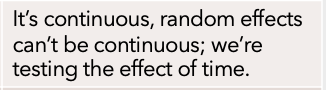 It's continuous, random effects
can't be continuous; we're
testing the effect of time.